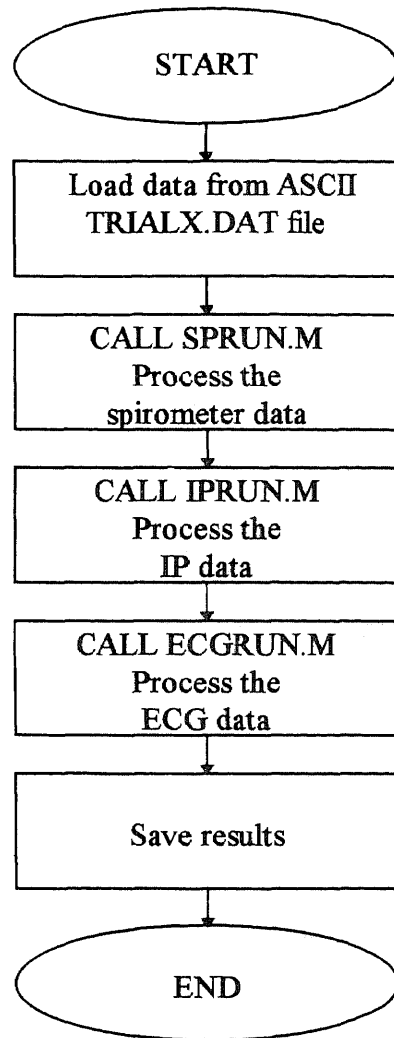 START
Load data from ASCII
TRIALX.DAT file
CALL SPRUN.M
Process the
spirometer data
CALL IPRUN.M
Process the
IP data
CALL ECGRUN.M
Process the
ECG data
Save results
END